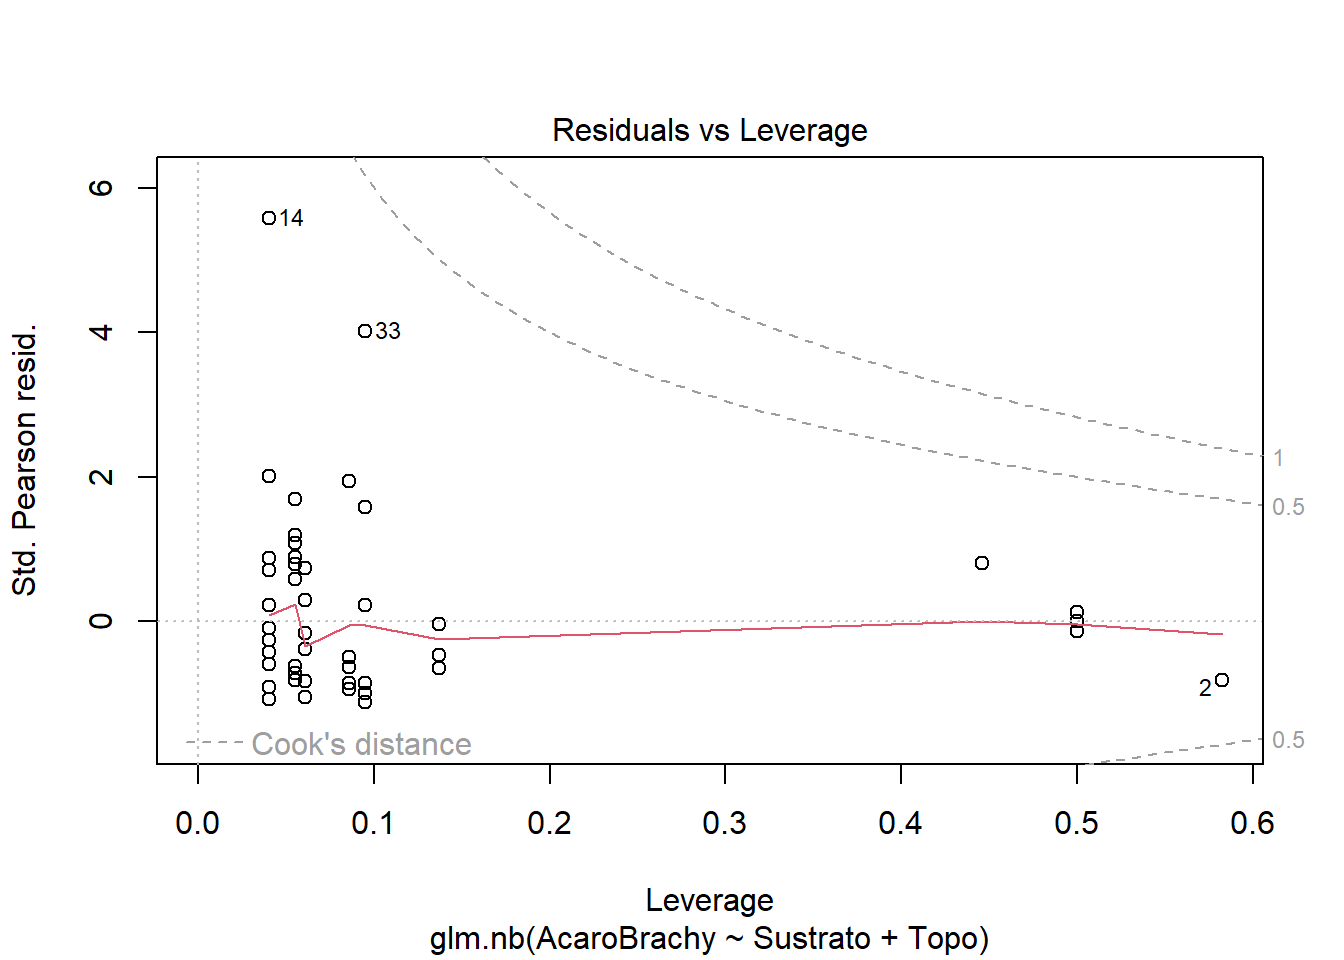 Residuals vs Leverage
Std. Pearson resid.
6
4
2
0
14
33
2
1
0.5
0.5
Cook's distance
0.0 0.1 0.2 0.3 0.4 0.5 0.6
Leverage
glm.nb(AcaroBrachy ~ Sustrato + Topo)